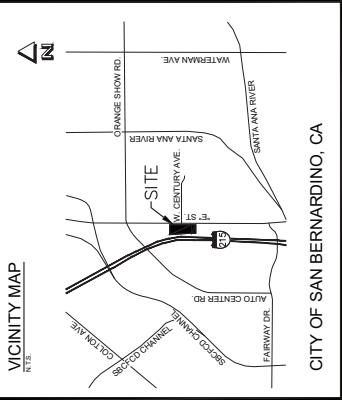 VICINITY MAP
N.T.S.
N
COLTON AVE
SBCFCD CHANNEL
SBCFCD CHANNEL
AUTO CENTER RD.
FAIRWAY DR.
215
SITE
"E" ST.
W. CENTURY AVE.
ORANGE SHOW RD.
SANTA ANA RIVER
WATERMAN AVE.
SANTA ANA RIVER
CITY OF SAN BERNARDINO, CA